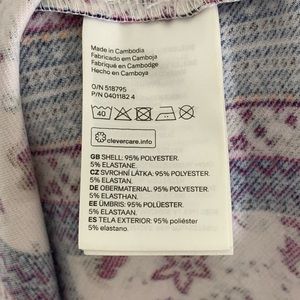 Made in Cambodia
Fabricado em Camboja
Fabriqué en Cambodge
Hecho en Camboya
O/N 518795
P/N 0401182 4
40
clevercare.info
GB SHELL: 95% POLYESTER.
5% ELASTANE.
CZ SVRCHNÍ LÁTKA: 95% POLYESTER.
5% ELASTAN.
DE OBERMATERIAL: 95% POLYESTER.
5% ELASTHAN.
EE ÜMBRIS: 95% POLÜESTER.
5% ELASTAAN.
ES TELA EXTERIOR: 95% poliéster
5% elastano.